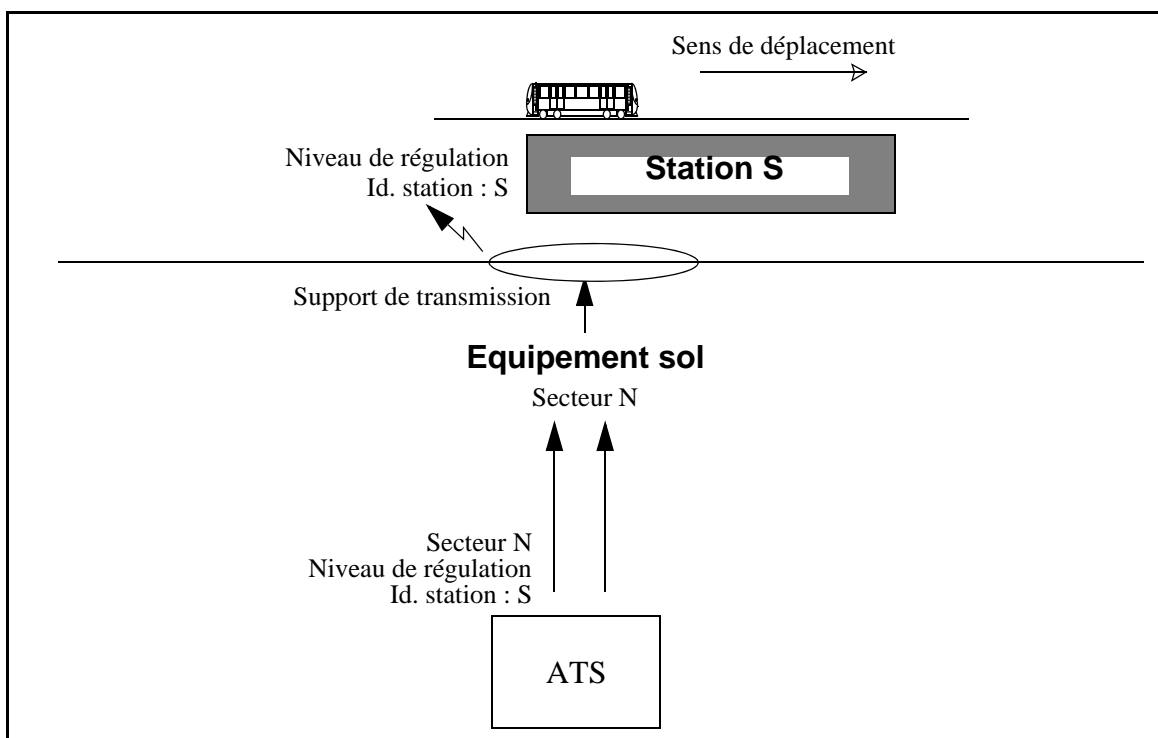 Sens de déplacement
Niveau de régulation
Id. station : S
Station S
Support de transmission
Equipement sol
Secteur N
Secteur N
Niveau de régulation
Id. station : S
ATS